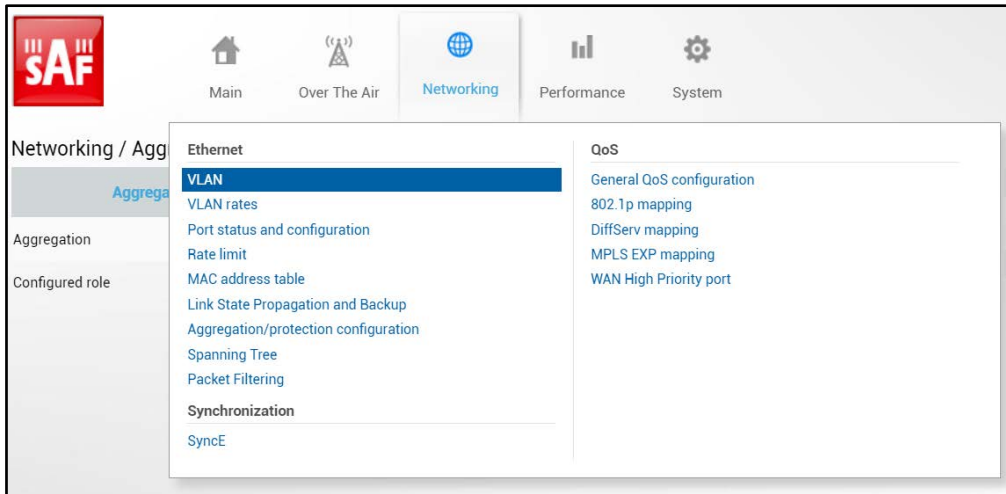 SAF
Main
Over The Air
Networking
Performance
System
Networking / Aggr
Aggrega
Aggregation
Configured role
Ethernet
VLAN
VLAN rates
Port status and configuration
Rate limit
MAC address table
Link State Propagation and Backup
Aggregation/protection configuration
Spanning Tree
Packet Filtering
Synchronization
SyncE
QoS
General QoS configuration
802.1p mapping
DiffServ mapping
MPLS EXP mapping
WAN High Priority port